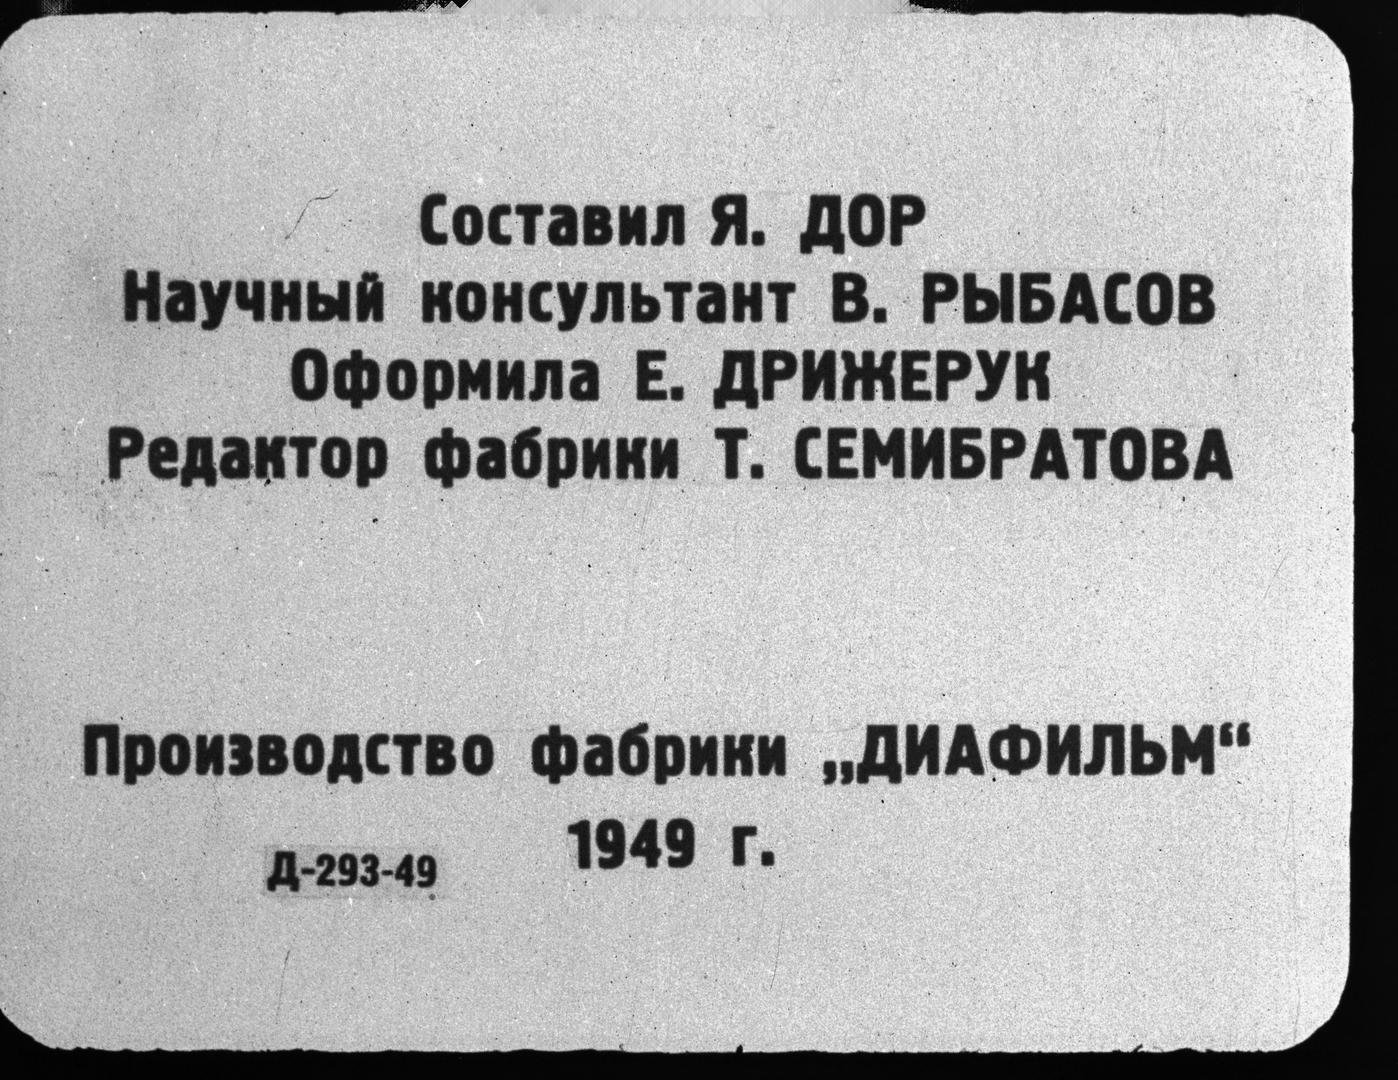 Составил Я. ДОР
Научный консультант В. РЫБАСОВ
Оформила Е. ДРИЖЕРУК
Редактор фабрики Т. СЕМИБРАТОВА
Производство фабрики „ДИАФИЛЬМ“
1949 г.
Д-293-49